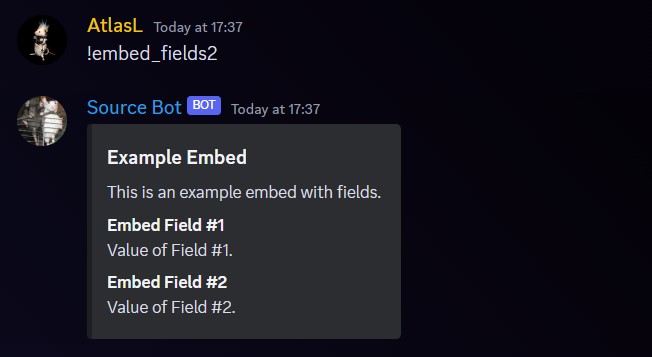 AtlasL Today at 17:37
!embed_fields2
Source Bot BOT Today at 17:37
Example Embed
This is an example embed with fields.
Embed Field #1
Value of Field #1.
Embed Field #2
Value of Field #2.